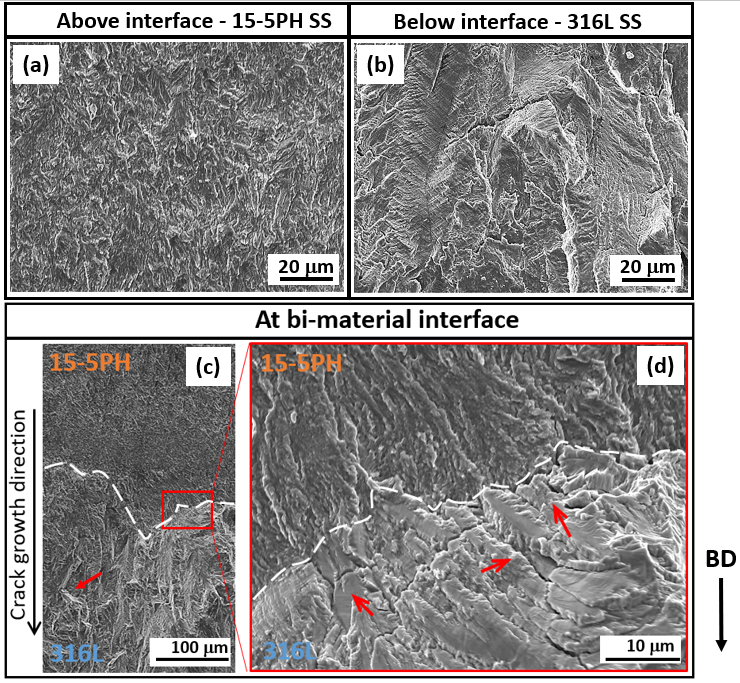 Above interface - 15-5PH SS
Below interface - 316L SS
(a)
(b)
20 μm
20 μm
At bi-material interface
15-5PH
(c)
15-5PH
(d)
Crack growth direction
BD
316L
100 μm
316L
10 μm